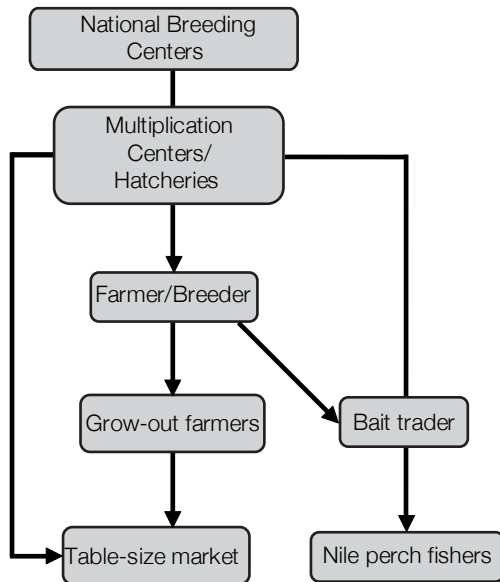 National Breeding
Centers
Multiplication
Centers/
Hatcheries
Farmer/Breeder
Grow-out farmers
Bait trader
Table-size market
Nile perch fishers